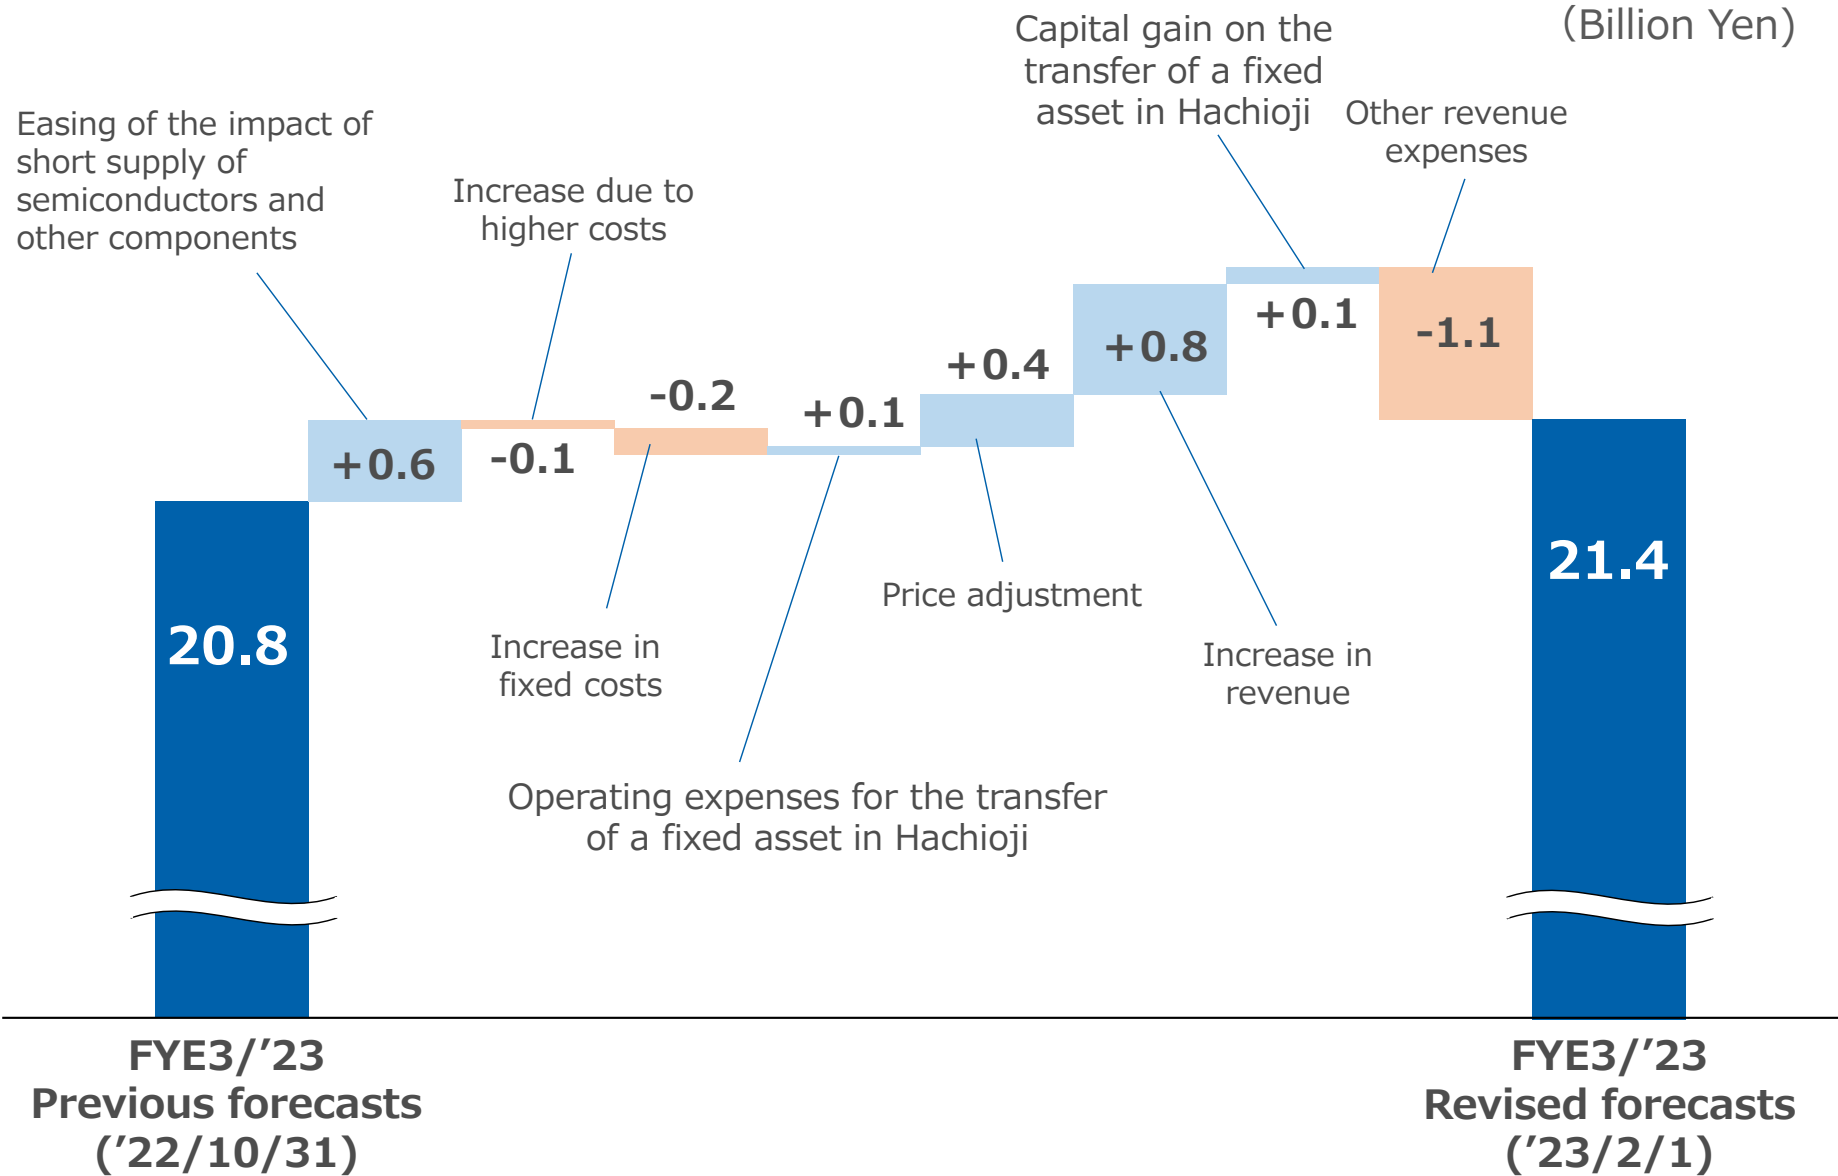 （Billion Yen）
Capital gain on the
transfer of a fixed
asset in Hachioji
Other revenue
expenses
Easing of the impact of
short supply of
semiconductors and
other components
Increase due to
higher costs
+0.6
-0.1
-0.2
+0.1
+0.4
+0.8
+0.1
-1.1
20.8
21.4
Increase in
fixed costs
Price adjustment
Increase in
revenue
Operating expenses for the transfer
of a fixed asset in Hachioji
FYE3/’23
Previous forecasts
(’22/10/31)
FYE3/’23
Revised forecasts
(’23/2/1)